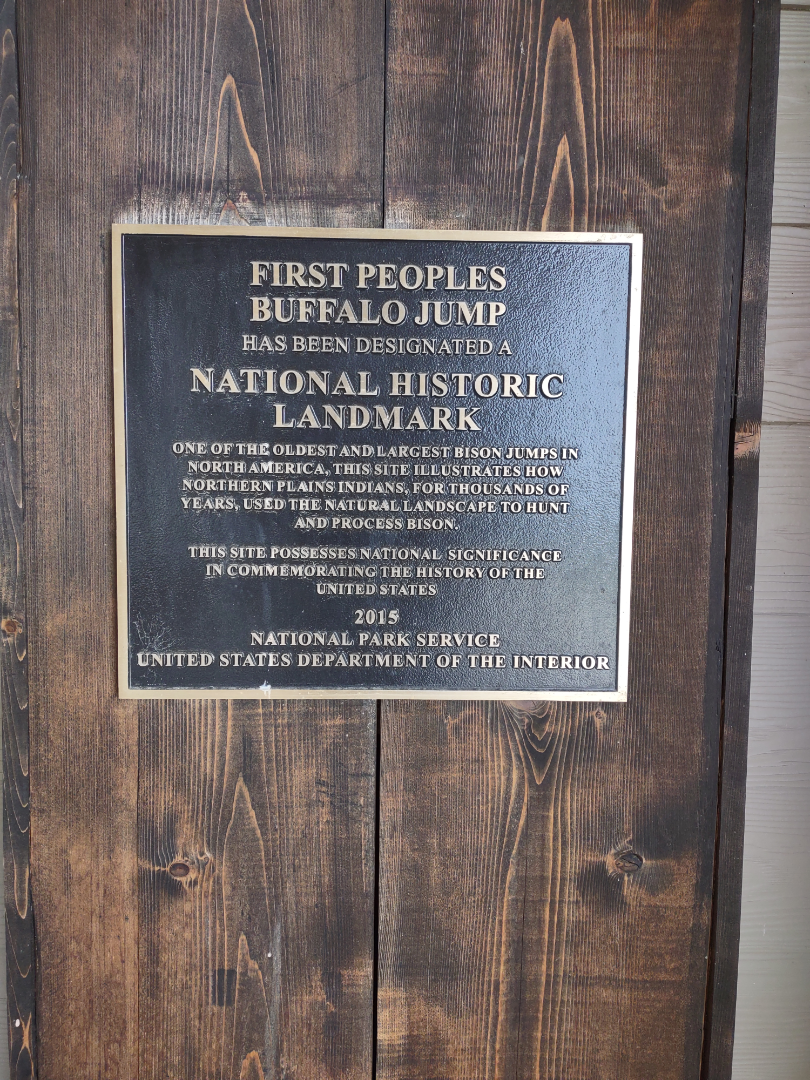 FIRST PEOPLES
BUFFALO JUMP
HAS BEEN DESIGNATED A
NATIONAL HISTORIC
LANDMARK
ONE OF THE OLDEST AND LARGEST BISON JUMPS IN
NORTH AMERICA, THIS SITE ILLUSTRATES HOW
NORTHERN PLAINS INDIANS, FOR THOUSANDS OF
YEARS, USED THE NATURAL LANDSCAPE TO HUNT
AND PROCESS BISON.
THIS SITE POSSESSES NATIONAL SIGNIFICANCE
IN COMMEMORATING THE HISTORY OF THE
UNITED STATES
2015
NATIONAL PARK SERVICE
UNITED STATES DEPARTMENT OF THE INTERIOR